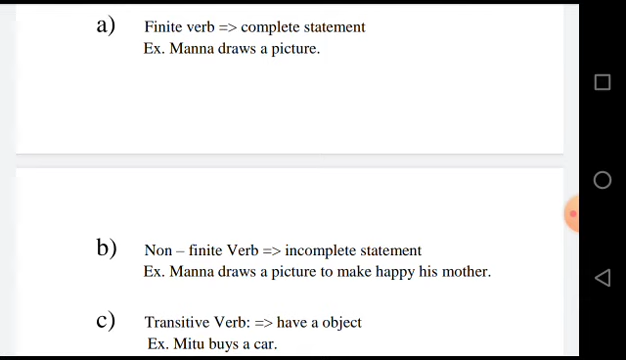 a) Finite verb => complete statement
Ex. Manna draws a picture.
b) Non – finite Verb => incomplete statement
Ex. Manna draws a picture to make happy his mother.
c) Transitive Verb: => have a object
Ex. Mitu buys a car.